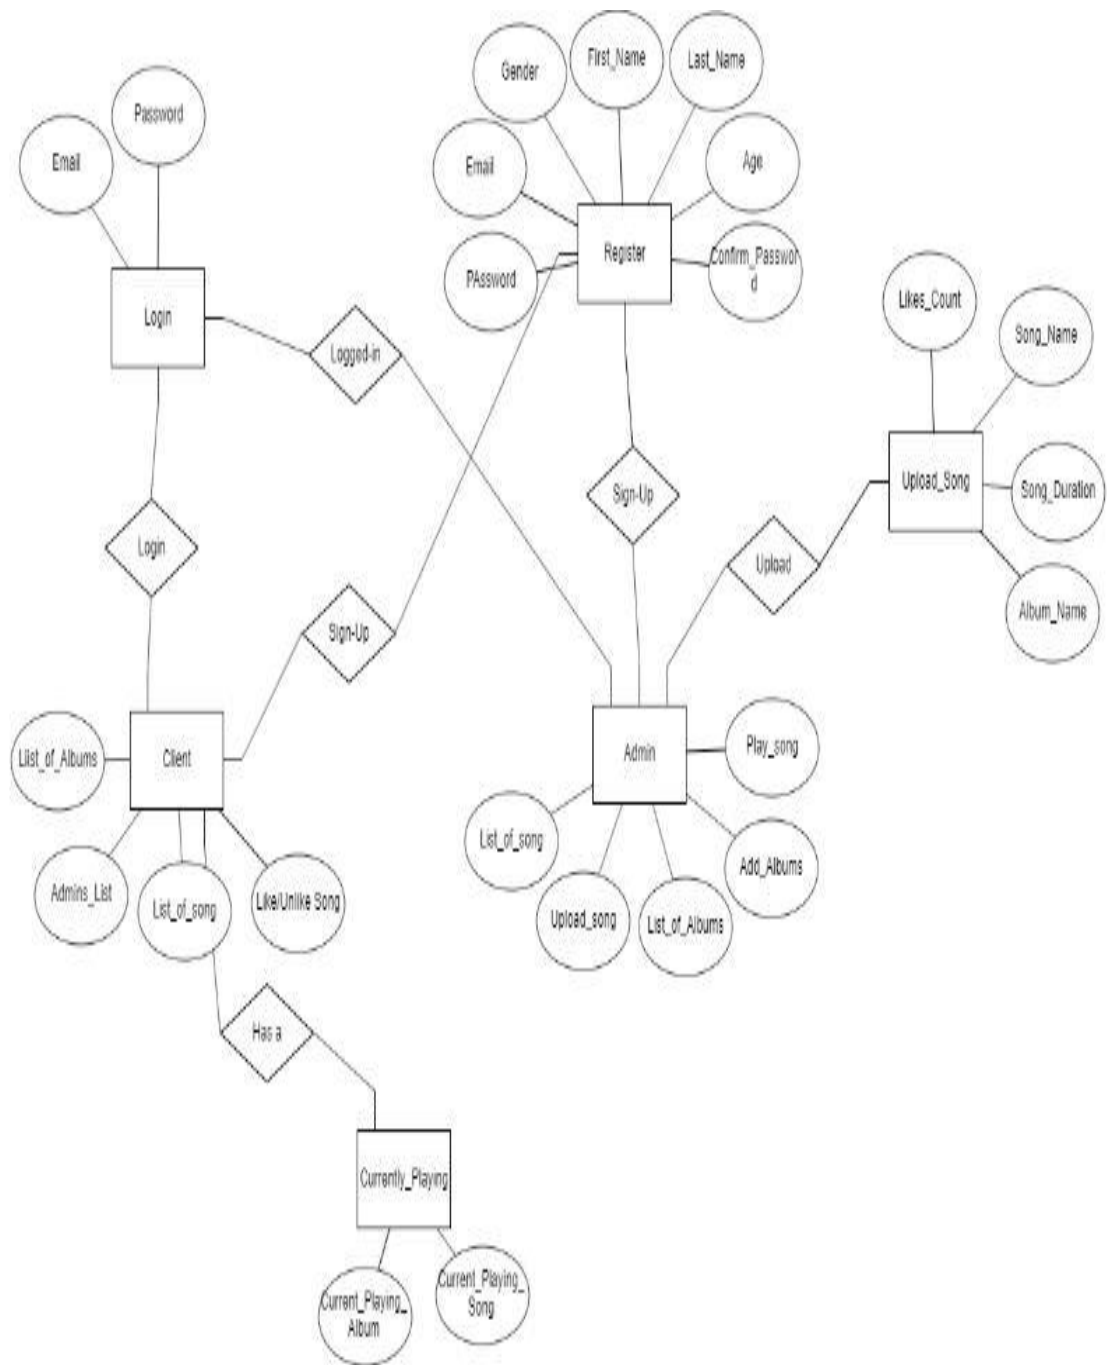 First_Name
Last_Name
Gender
Password
Email
Email
Age
Register
Confirm_Passwor
d
PAssword
Likes_Count
Login
Song_Name
Logged-in
Upload_Song
Song_Duration
Sign-Up
Login
Upload
Album_Name
Sign-Up
Client
Admin
Play_song
LIist_of_Albums
List_of_song
Add_Albums
Admins_List
List_of_song
Like/Unlike Song
Upload_song
List_of_Albums
Has a
Currently_Playing
Current_Playing_
Song
Current_Playing_
Album